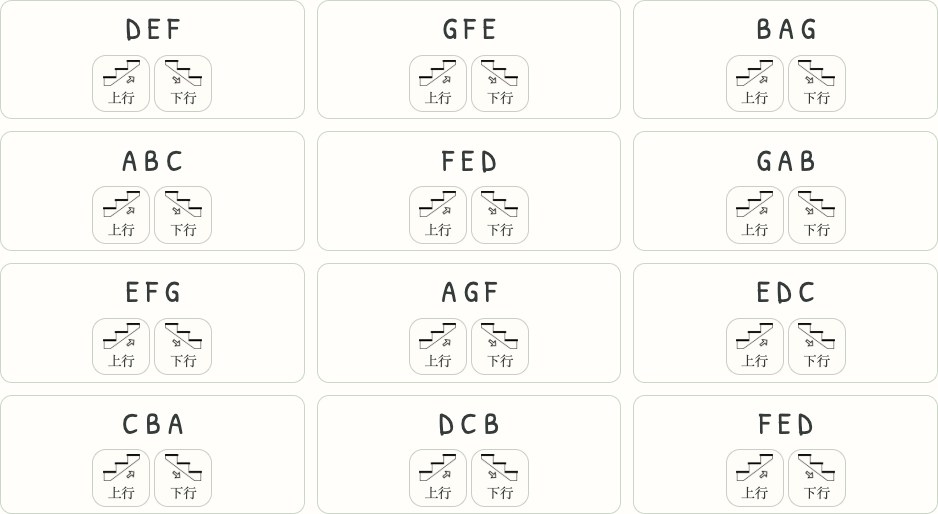 DEF
上行 下行
GFE
上行 下行
BAG
上行 下行
ABC
上行 下行
FED
上行 下行
GAB
上行 下行
EFG
上行 下行
AGF
上行 下行
EDC
上行 下行
CBA
上行 下行
DCB
上行 下行
FED
上行 下行